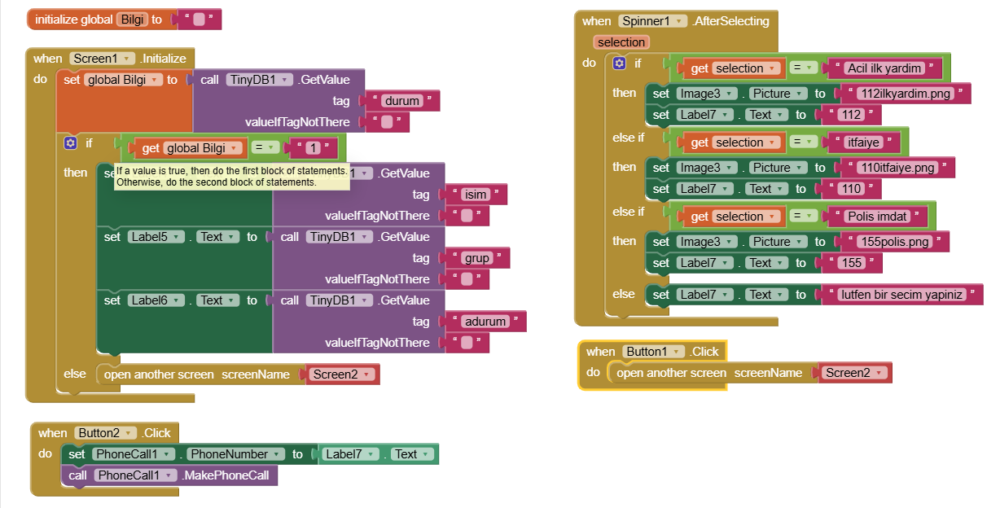 initialize global Bilgi to “ ”
when Screen1 .Initialize
do set global Bilgi to call TinyDB1 .GetValue
tag “ durum ”
valueIfTagNotThere “ ”
if get global Bilgi = “ 1 ”
then se 1 .GetValue
If a value is true, then do the first block of statements.
Otherwise, do the second block of statements.
tag “ isim ”
valueIfTagNotThere “ ”
set Label5 . Text to call TinyDB1 .GetValue
tag “ grup ”
valueIfTagNotThere “ ”
set Label6 . Text to call TinyDB1 .GetValue
tag “ adurum ”
valueIfTagNotThere “ ”
else open another screen screenName Screen2
when Button2 .Click
do set PhoneCall1 . PhoneNumber to Label7 . Text
call PhoneCall1 .MakePhoneCall
when Spinner1 .AfterSelecting
selection
do if get selection = “ Acil ilk yardim ”
then set Image3 . Picture to “ 112ilkyardim.png ”
set Label7 . Text to “ 112 ”
else if get selection = “ itfaiye ”
then set Image3 . Picture to “ 110itfaiye.png ”
set Label7 . Text to “ 110 ”
else if get selection = “ Polis imdat ”
then set Image3 . Picture to “ 155polis.png ”
set Label7 . Text to “ 155 ”
else set Label7 . Text to “ lutfen bir secim yapiniz ”
when Button1 .Click
do open another screen screenName Screen2